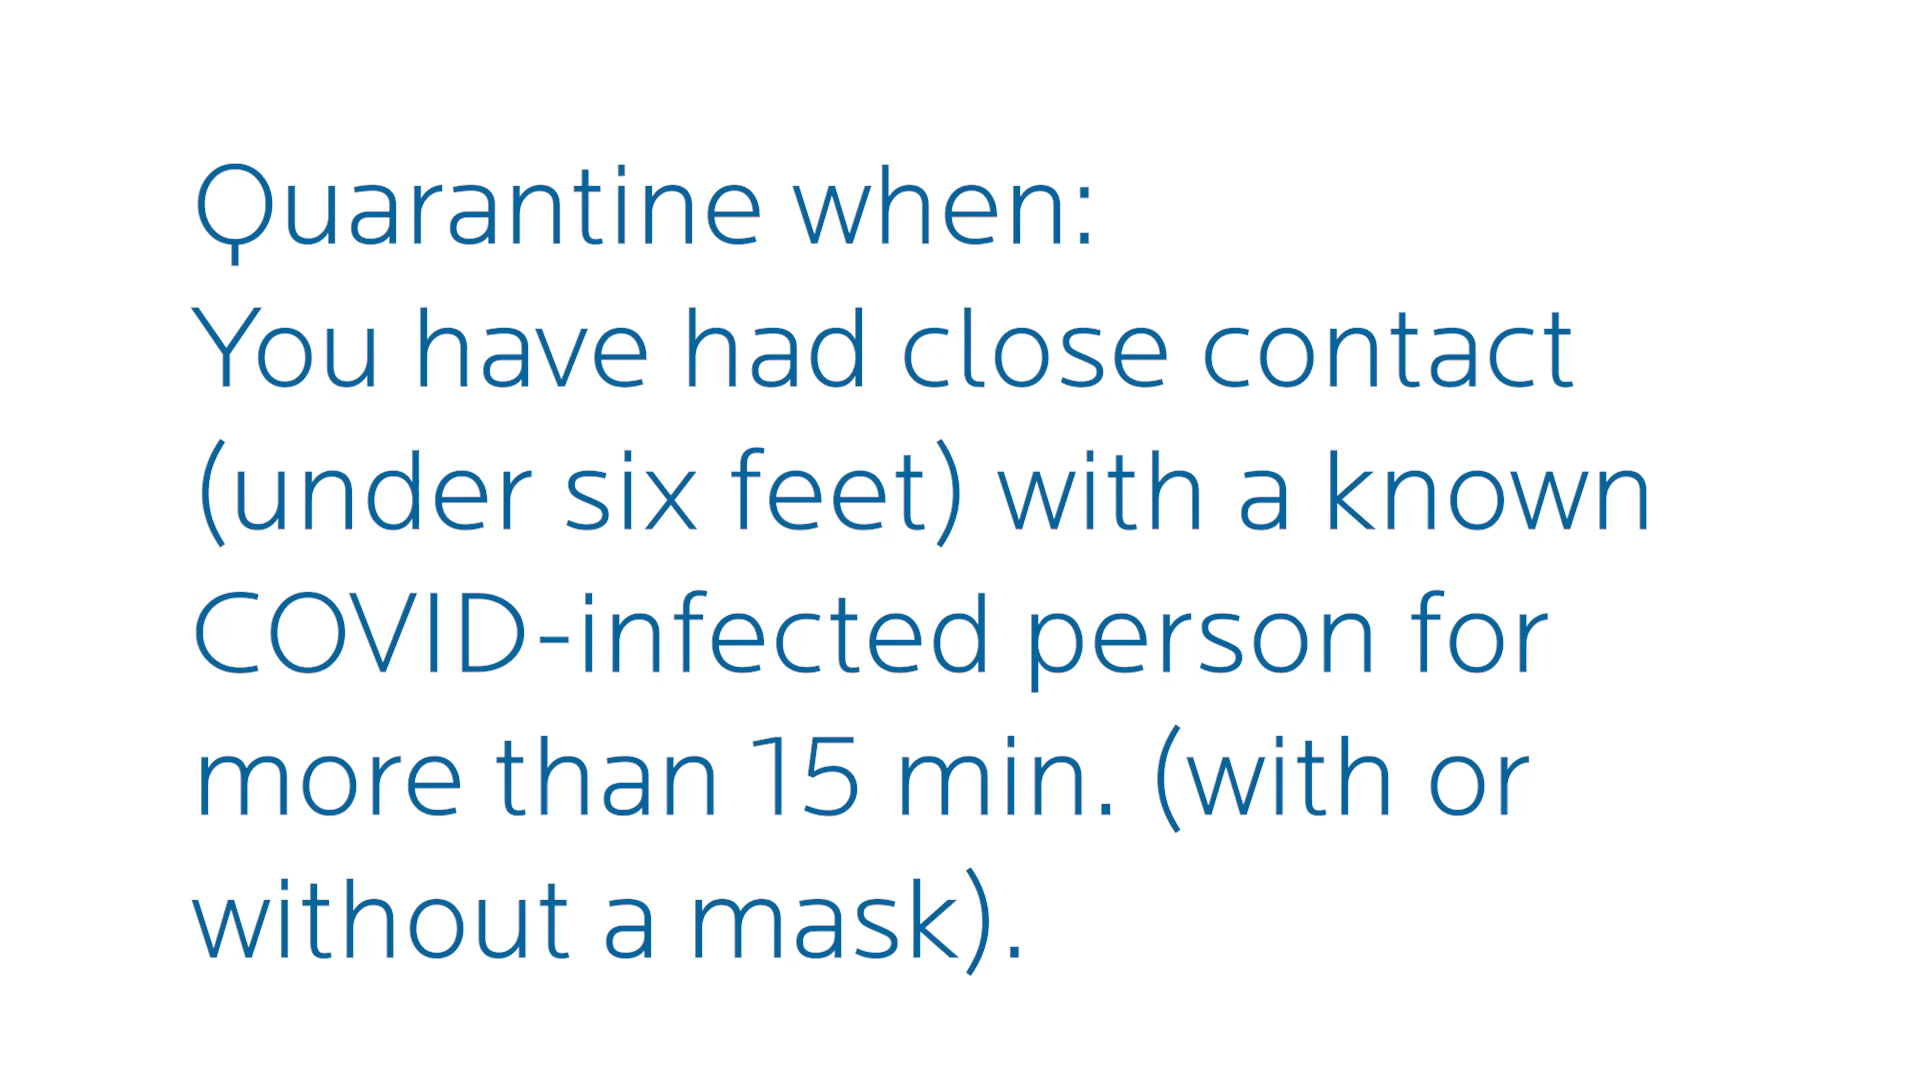 Quarantine when:
You have had close contact
(under six feet) with a known
COVID-infected person for
more than 15 min. (with or
without a mask).